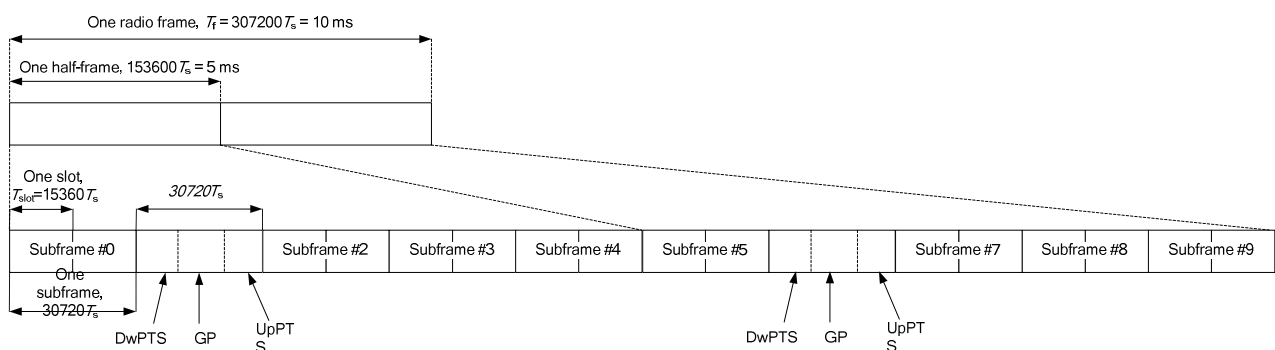 One radio frame, Tf = 307200Ts = 10 ms
One half-frame, 153600Ts = 5 ms
One slot,
Tslot=15360Ts
30720Ts
Subframe #0
Subframe #2
Subframe #3
Subframe #4
Subframe #5
Subframe #7
Subframe #8
Subframe #9
One
subframe,
30720Ts
DwPTS
GP
UpPT
S
DwPTS
GP
UpPT
S